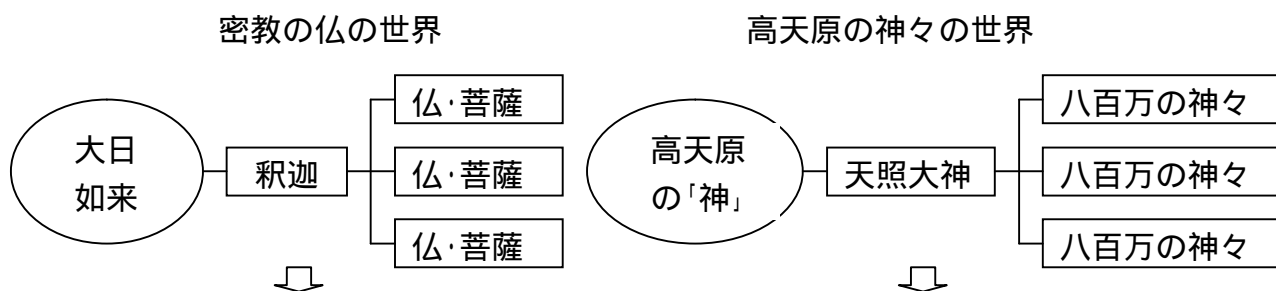 密教の仏の世界
大日
如来
釈迦
仏・菩薩
仏・菩薩
仏・菩薩
高天原の神々の世界
高天原
の「神」
天照大神
八百万の神々
八百万の神々
八百万の神々